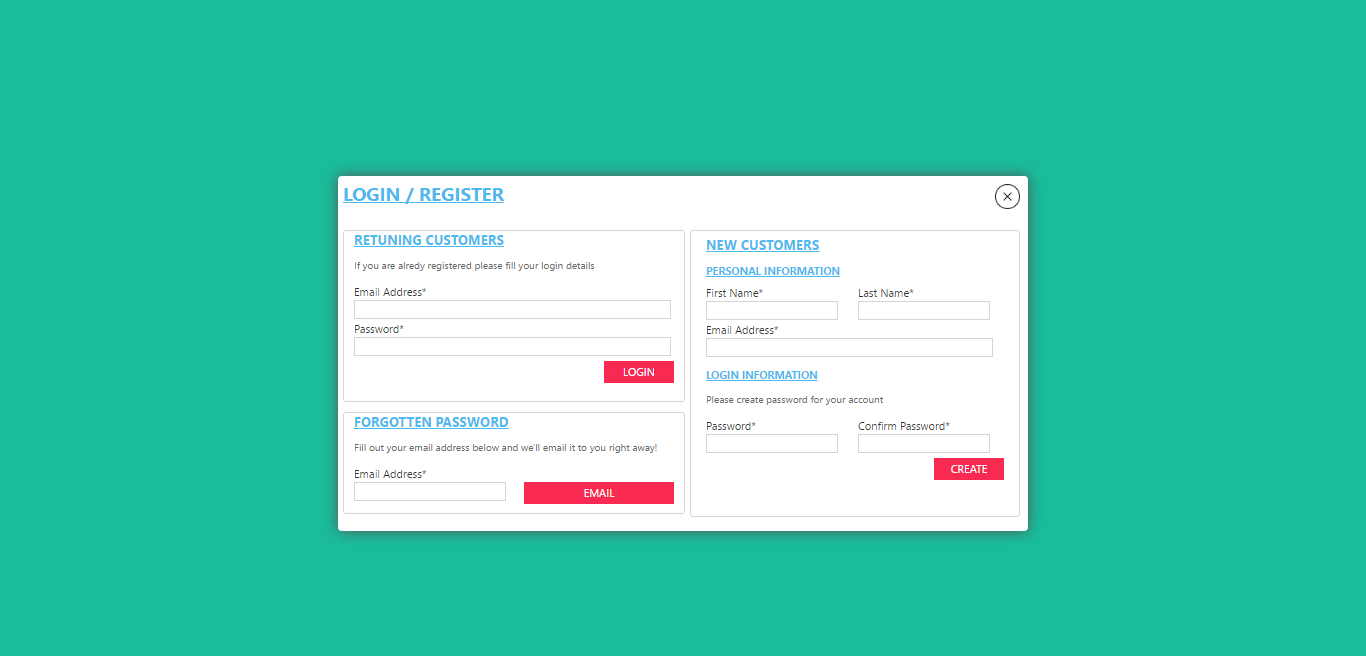 LOGIN / REGISTER
RETUNING CUSTOMERS
If you are alredy registered please fill your login details
Email Address*
Password*
LOGIN
FORGOTTEN PASSWORD
Fill out your email address below and we'll email it to you right away!
Email Address*
EMAIL
NEW CUSTOMERS
PERSONAL INFORMATION
First Name* Last Name*
Email Address*
LOGIN INFORMATION
Please create password for your account
Password* Confirm Password*
CREATE